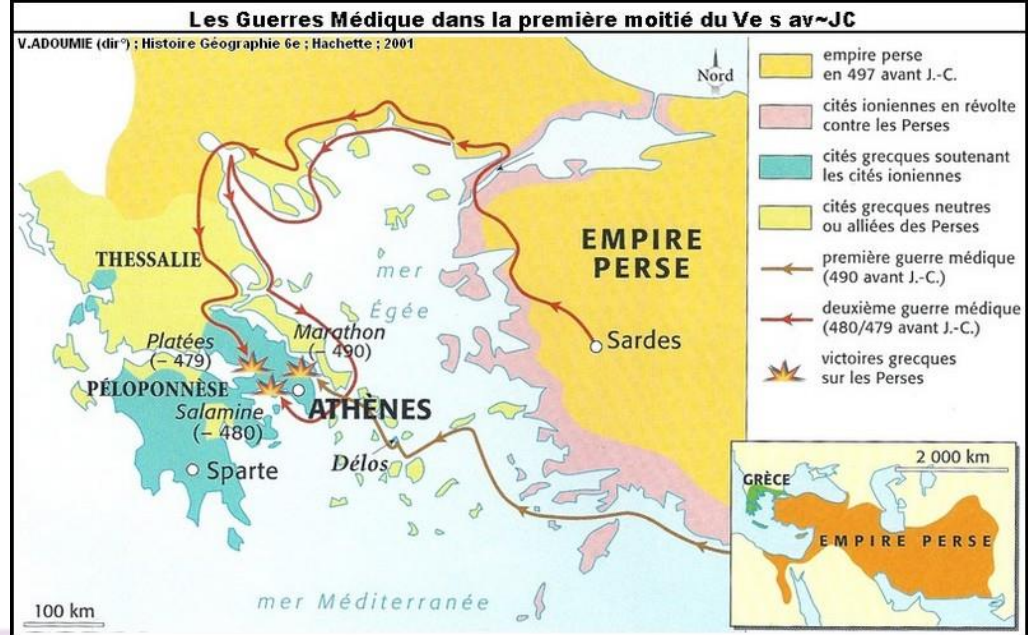 Les Guerres Médique dans la première moitié du Ve s av~JC
V.ADOUMIE (dir°) ; Histoire Géographie 6e ; Hachette ; 2001
Nord
empire perse
en 497 avant J.-C.
cités ioniennes en révolte
contre les Perses
cités grecques soutenant
les cités ioniennes
cités grecques neutres
ou alliées des Perses
première guerre médique
(490 avant J.-C.)
deuxième guerre médique
(480/479 avant J.-C.)
victoires grecques
sur les Perses
THESSALIE
EMPIRE
PERSE
mer
Égée
Sardes
Platées
(– 479)
Marathon
(– 490)
PÉLOPONNÈSE
Salamine
(– 480)
ATHÈNES
Délos
Sparte
mer Méditerranée
100 km
2 000 km
GRÈCE
EMPIRE PERSE